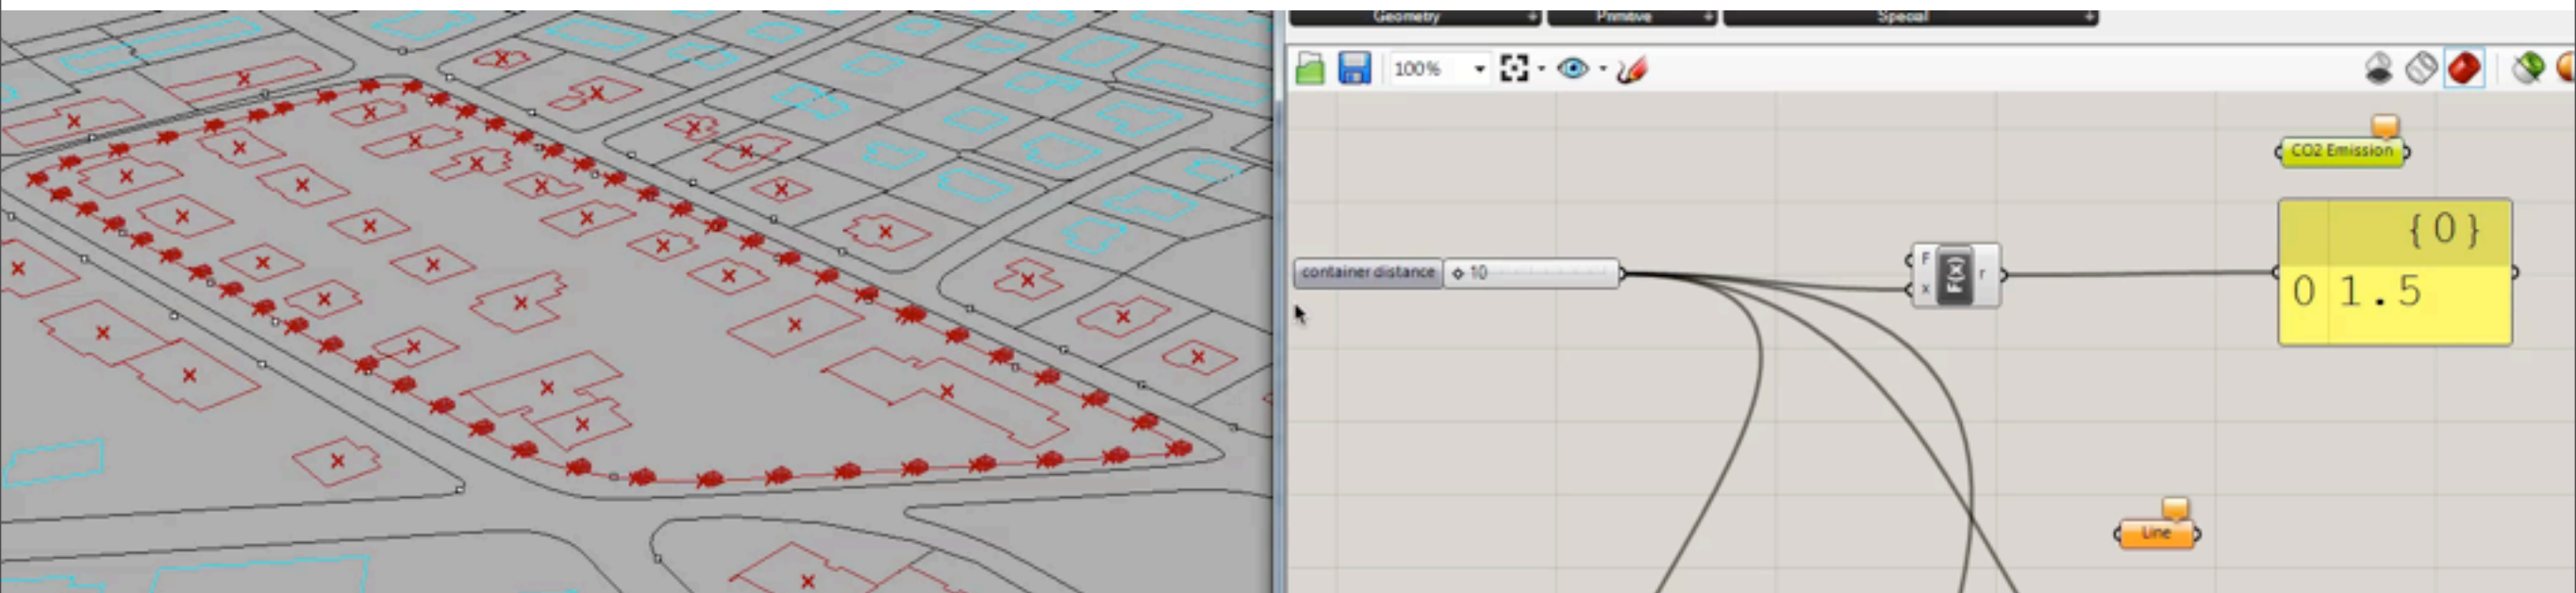 Geometry
Primitive
Special
100%
CO2 Emission
{0}
container distance
10
F
F(x)
r
x
0 1.5
Line